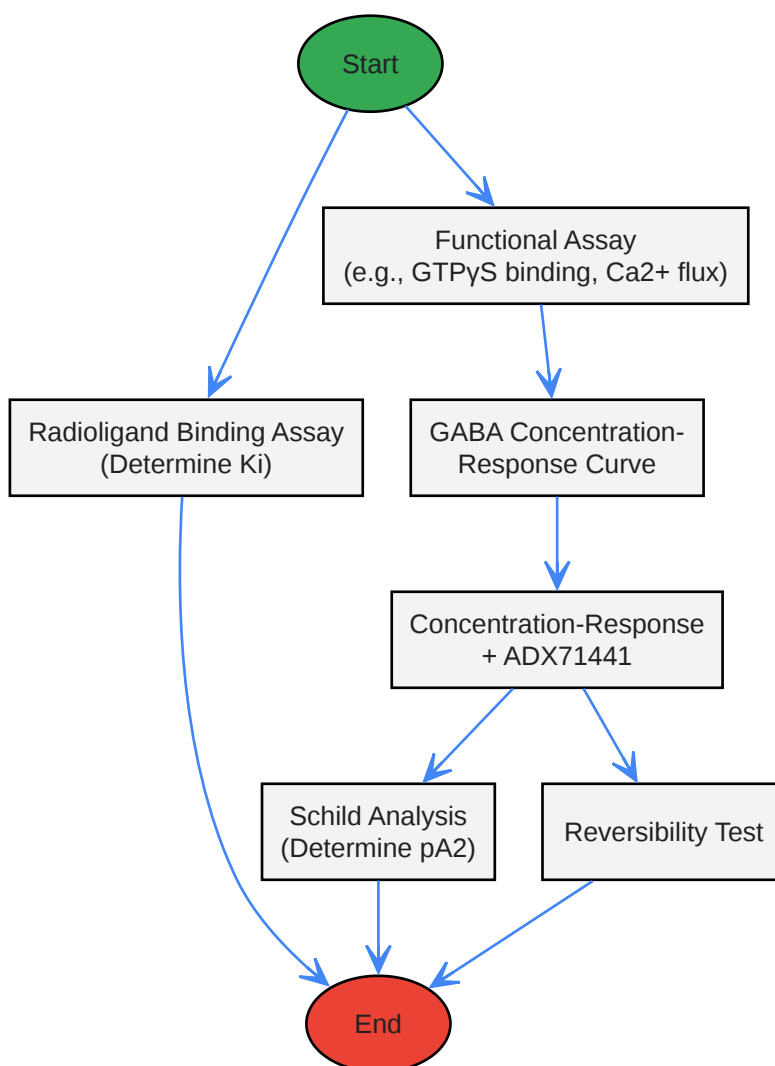 Start
Functional Assay
(e.g., GTPγS binding, Ca2+ flux)
Radioligand Binding Assay
(Determine Ki)
GABA Concentration-
Response Curve
Concentration-Response
+ ADX71441
Schild Analysis
(Determine pA2)
Reversibility Test
End